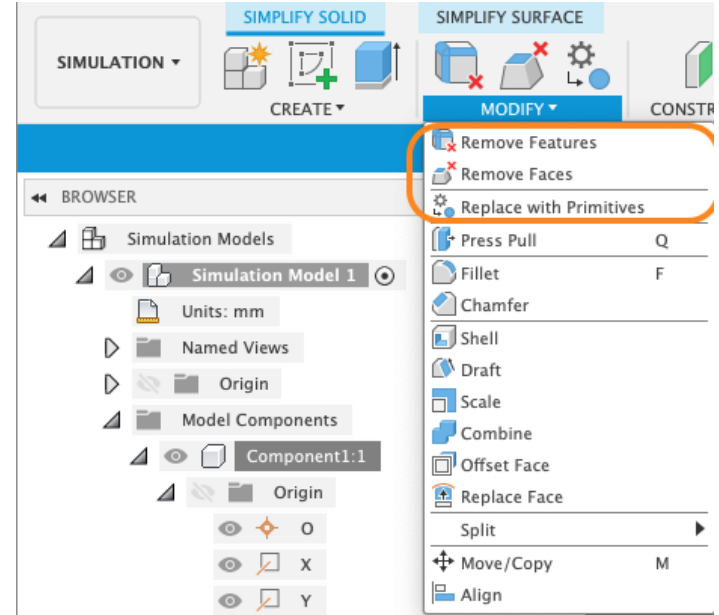 SIMPLIFY SOLID
SIMPLIFY SURFACE
SIMULATION
CREATE
MODIFY
CONSTR
BROWSER
Simulation Models
Simulation Model 1
Units: mm
Named Views
Origin
Model Components
Component1:1
Origin
O
X
Y
Remove Features
Remove Faces
Replace with Primitives
Press Pull Q
Fillet F
Chamfer
Shell
Draft
Scale
Combine
Offset Face
Replace Face
Split
Move/Copy M
Align